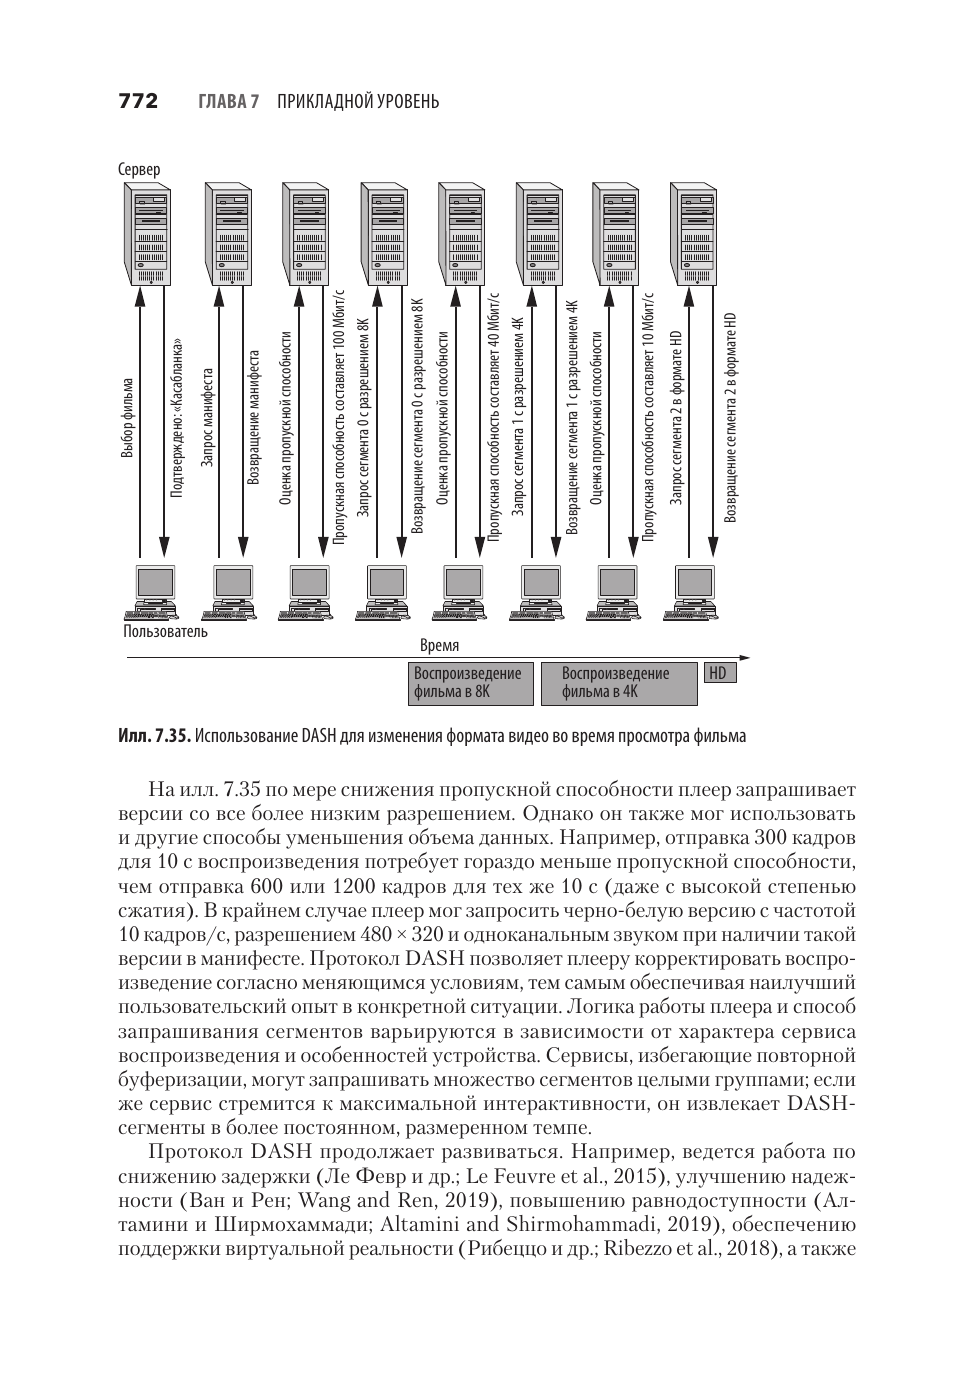 772 ГЛАВА 7 ПРИКЛАДНОЙ УРОВЕНЬ
Сервер
Выбор фильма
Подтверждено: «Касабланка»
Запрос манифеста
Возвращение манифеста
Оценка пропускной способности
Пропускная способность составляет 100 Мбит/с
Запрос сегмента 0 с разрешением 8К
Возвращение сегмента 0 с разрешением 8К
Оценка пропускной способности
Пропускная способность составляет 40 Мбит/с
Запрос сегмента 1 с разрешением 4К
Возвращение сегмента 1 с разрешением 4К
Оценка пропускной способности
Пропускная способность составляет 10 Мбит/с
Запрос сегмента 2 в формате HD
Возвращение сегмента 2 в формате HD
Пользователь
Время
Воспроизведение
фильма в 8К
Воспроизведение
фильма в 4К
HD
Илл. 7.35. Использование DASH для изменения формата видео во время просмотра фильма
На илл. 7.35 по мере снижения пропускной способности плеер запрашивает
версии со все более низким разрешением. Однако он также мог использовать
и другие способы уменьшения объема данных. Например, отправка 300 кадров
для 10 с воспроизведения потребует гораздо меньше пропускной способности,
чем отправка 600 или 1200 кадров для тех же 10 с (даже с высокой степенью
сжатия). В крайнем случае плеер мог запросить черно-белую версию с частотой
10 кадров/с, разрешением 480 × 320 и одноканальным звуком при наличии такой
версии в манифесте. Протокол DASH позволяет плееру корректировать воспро-
изведение согласно меняющимся условиям, тем самым обеспечивая наилучший
пользовательский опыт в конкретной ситуации. Логика работы плеера и способ
запрашивания сегментов варьируются в зависимости от характера сервиса
воспроизведения и особенностей устройства. Сервисы, избегающие повторной
буферизации, могут запрашивать множество сегментов целыми группами; если
же сервис стремится к максимальной интерактивности, он извлекает DASH-
сегменты в более постоянном, размеренном темпе.
Протокол DASH продолжает развиваться. Например, ведется работа по
снижению задержки (Ле Февр и др.; Le Feuvre et al., 2015), улучшению надеж-
ности (Ван и Рен; Wang and Ren, 2019), повышению равнодоступности (Ал-
тамини и Ширмохаммади; Altamini and Shirmohammadi, 2019), обеспечению
поддержки виртуальной реальности (Рибеццо и др.; Ribezzo et al., 2018), а также